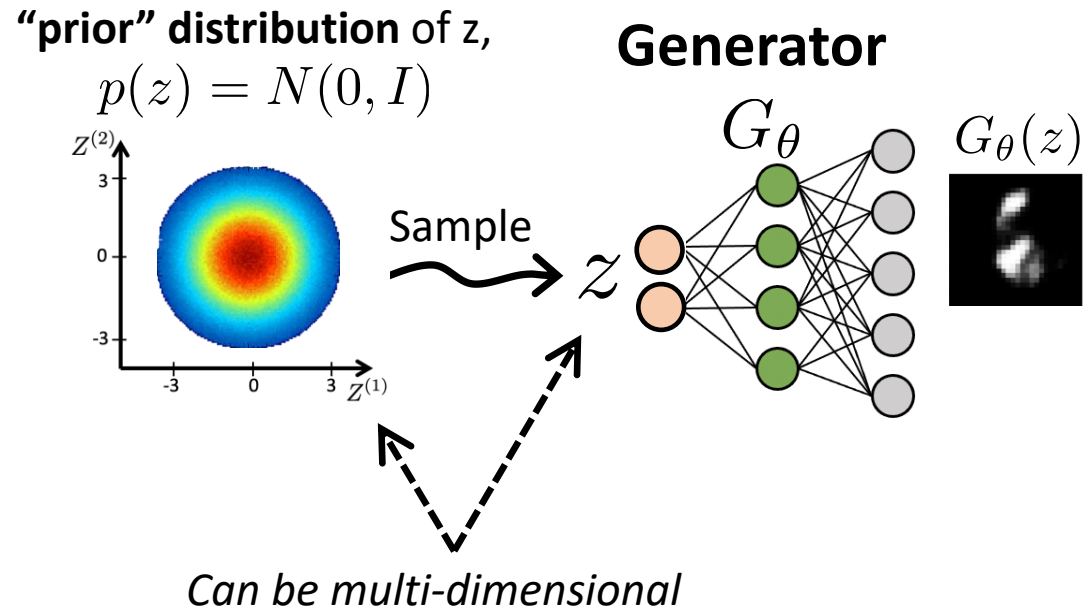 “prior” distribution of z,
p(z) = N(0, I)
Generator
G_θ
G_θ(z)
Z^(2)
3
0
-3
-3 0 3 Z^(1)
Sample
z
Can be multi-dimensional